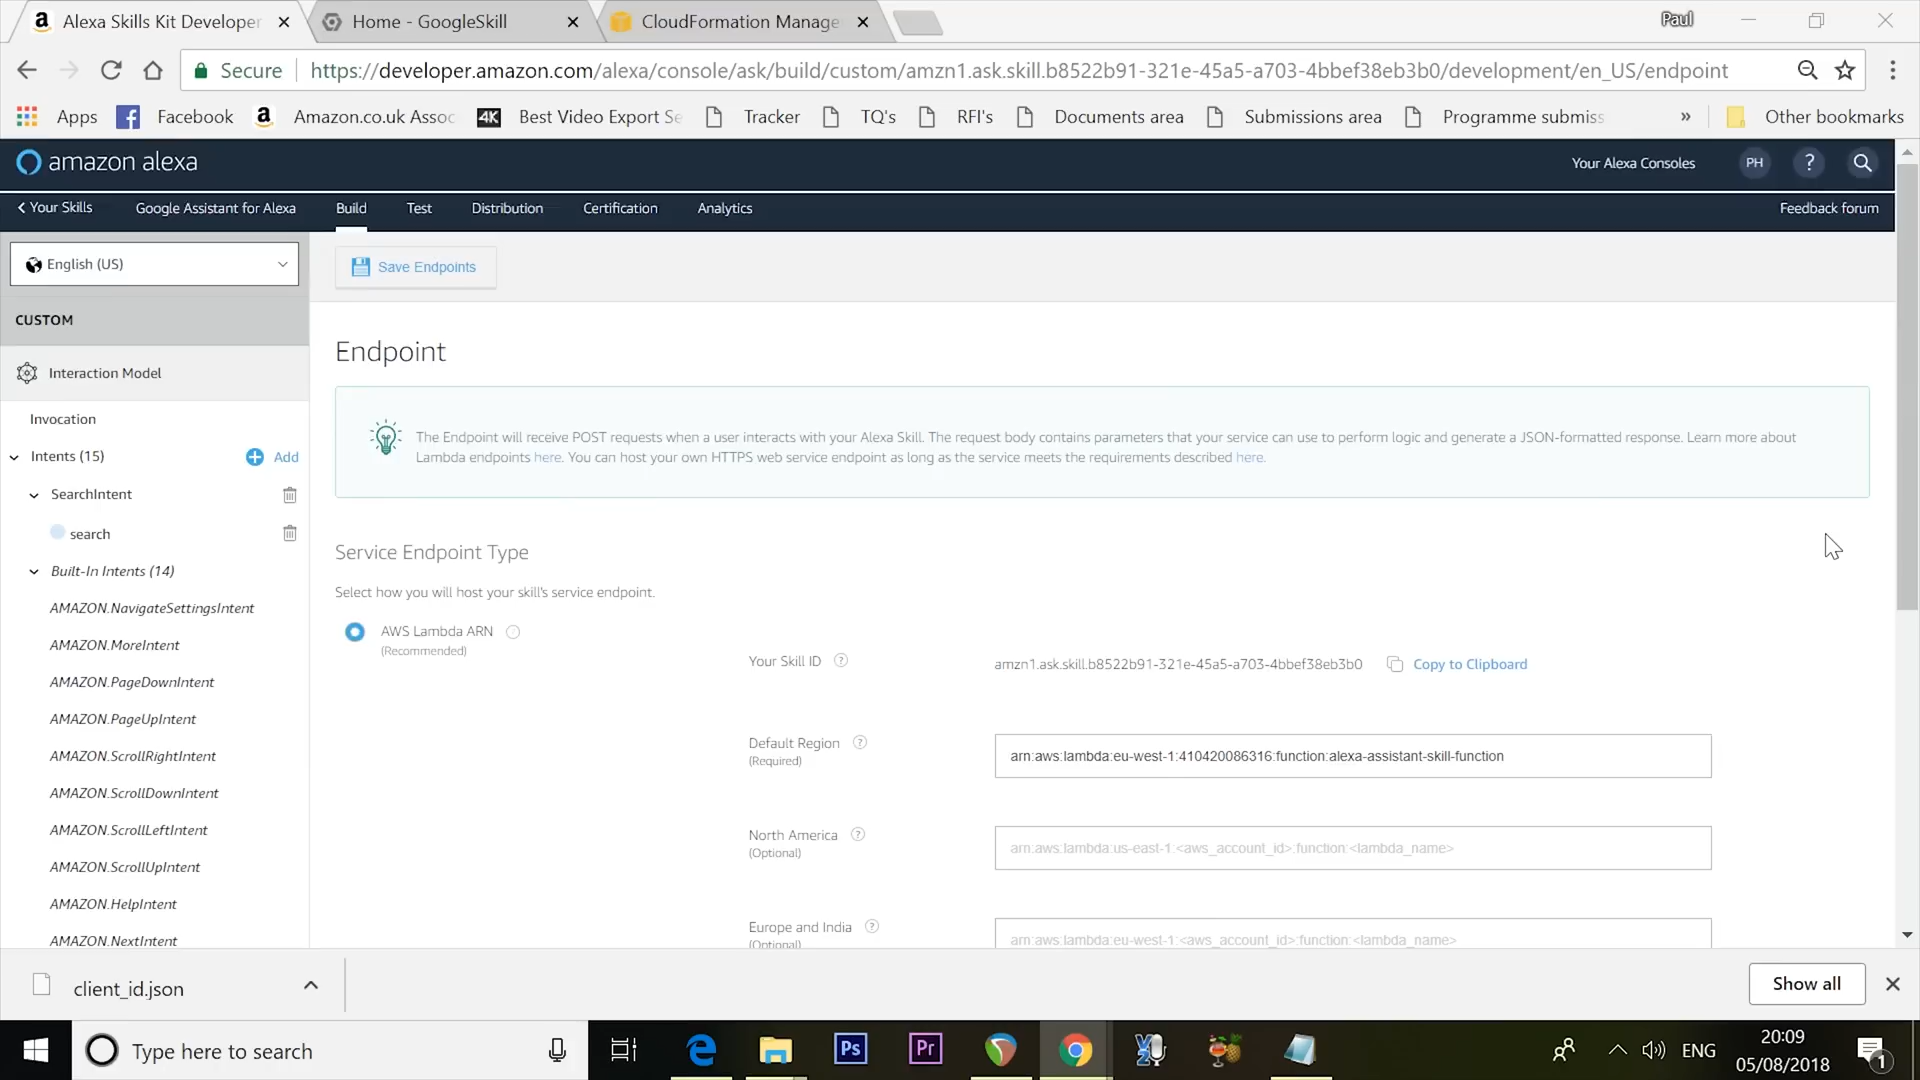 Alexa Skills Kit Developer
Home - GoogleSkill
CloudFormation Manage
Paul
Secure
https://developer.amazon.com/alexa/console/ask/build/custom/amzn1.ask.skill.b8522b91-321e-45a5-a703-4bbef38eb3b0/development/en_US/endpoint
Apps
Facebook
Amazon.co.uk Assoc
4K
Best Video Export Se
Tracker
TQ's
RFI's
Documents area
Submissions area
Programme submiss
»
Other bookmarks
amazon alexa
Your Alexa Consoles
PH
?
Your Skills
Google Assistant for Alexa
Build
Test
Distribution
Certification
Analytics
Feedback forum
English (US)
Save Endpoints
CUSTOM
Interaction Model
Invocation
Intents (15)
Add
SearchIntent
search
Built-In Intents (14)
AMAZON.NavigateSettingsIntent
AMAZON.MoreIntent
AMAZON.PageDownIntent
AMAZON.PageUpIntent
AMAZON.ScrollRightIntent
AMAZON.ScrollDownIntent
AMAZON.ScrollLeftIntent
AMAZON.ScrollUpIntent
AMAZON.HelpIntent
AMAZON.NextIntent
Endpoint
The Endpoint will receive POST requests when a user interacts with your Alexa Skill. The request body contains parameters that your service can use to perform logic and generate a JSON-formatted response. Learn more about
Lambda endpoints here. You can host your own HTTPS web service endpoint as long as the service meets the requirements described here.
Service Endpoint Type
Select how you will host your skill's service endpoint.
AWS Lambda ARN
(Recommended)
Your Skill ID ?
amzn1.ask.skill.b8522b91-321e-45a5-a703-4bbef38eb3b0
Copy to Clipboard
Default Region ?
(Required)
arn:aws:lambda:eu-west-1:410420086316:function:alexa-assistant-skill-function
North America ?
(Optional)
arn:aws:lambda:us-east-1:<aws_account_id>:function:<lambda_name>
Europe and India ?
(Optional)
arn:aws:lambda:eu-west-1:<aws_account_id>:function:<lambda_name>
client_id.json
Show all
Type here to search
Ps
Pr
ENG
20:09
05/08/2018
1